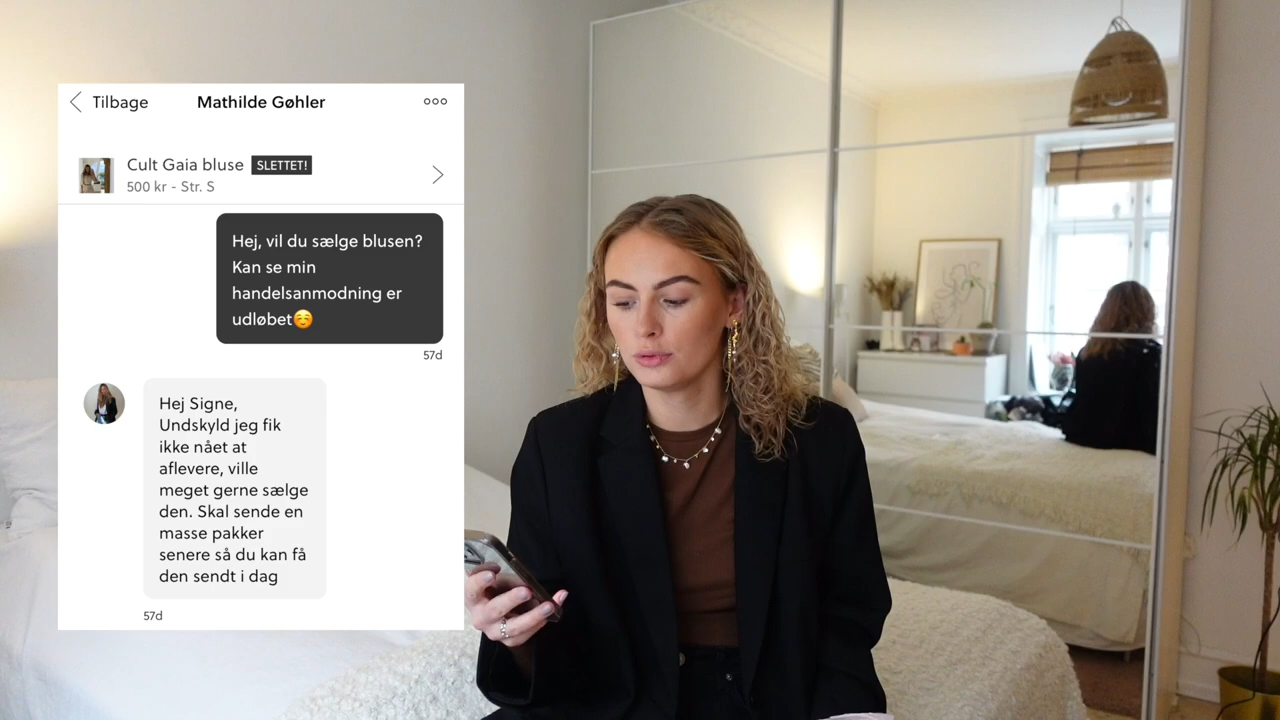 Tilbage
Mathilde Gøhler
Cult Gaia bluse SLETTET!
500 kr - Str. S
Hej, vil du sælge blusen?
Kan se min
handelsanmodning er
udløbet☺️
57d
Hej Signe,
Undskyld jeg fik
ikke nået at
aflevere, ville
meget gerne sælge
den. Skal sende en
masse pakker
senere så du kan få
den sendt i dag
57d